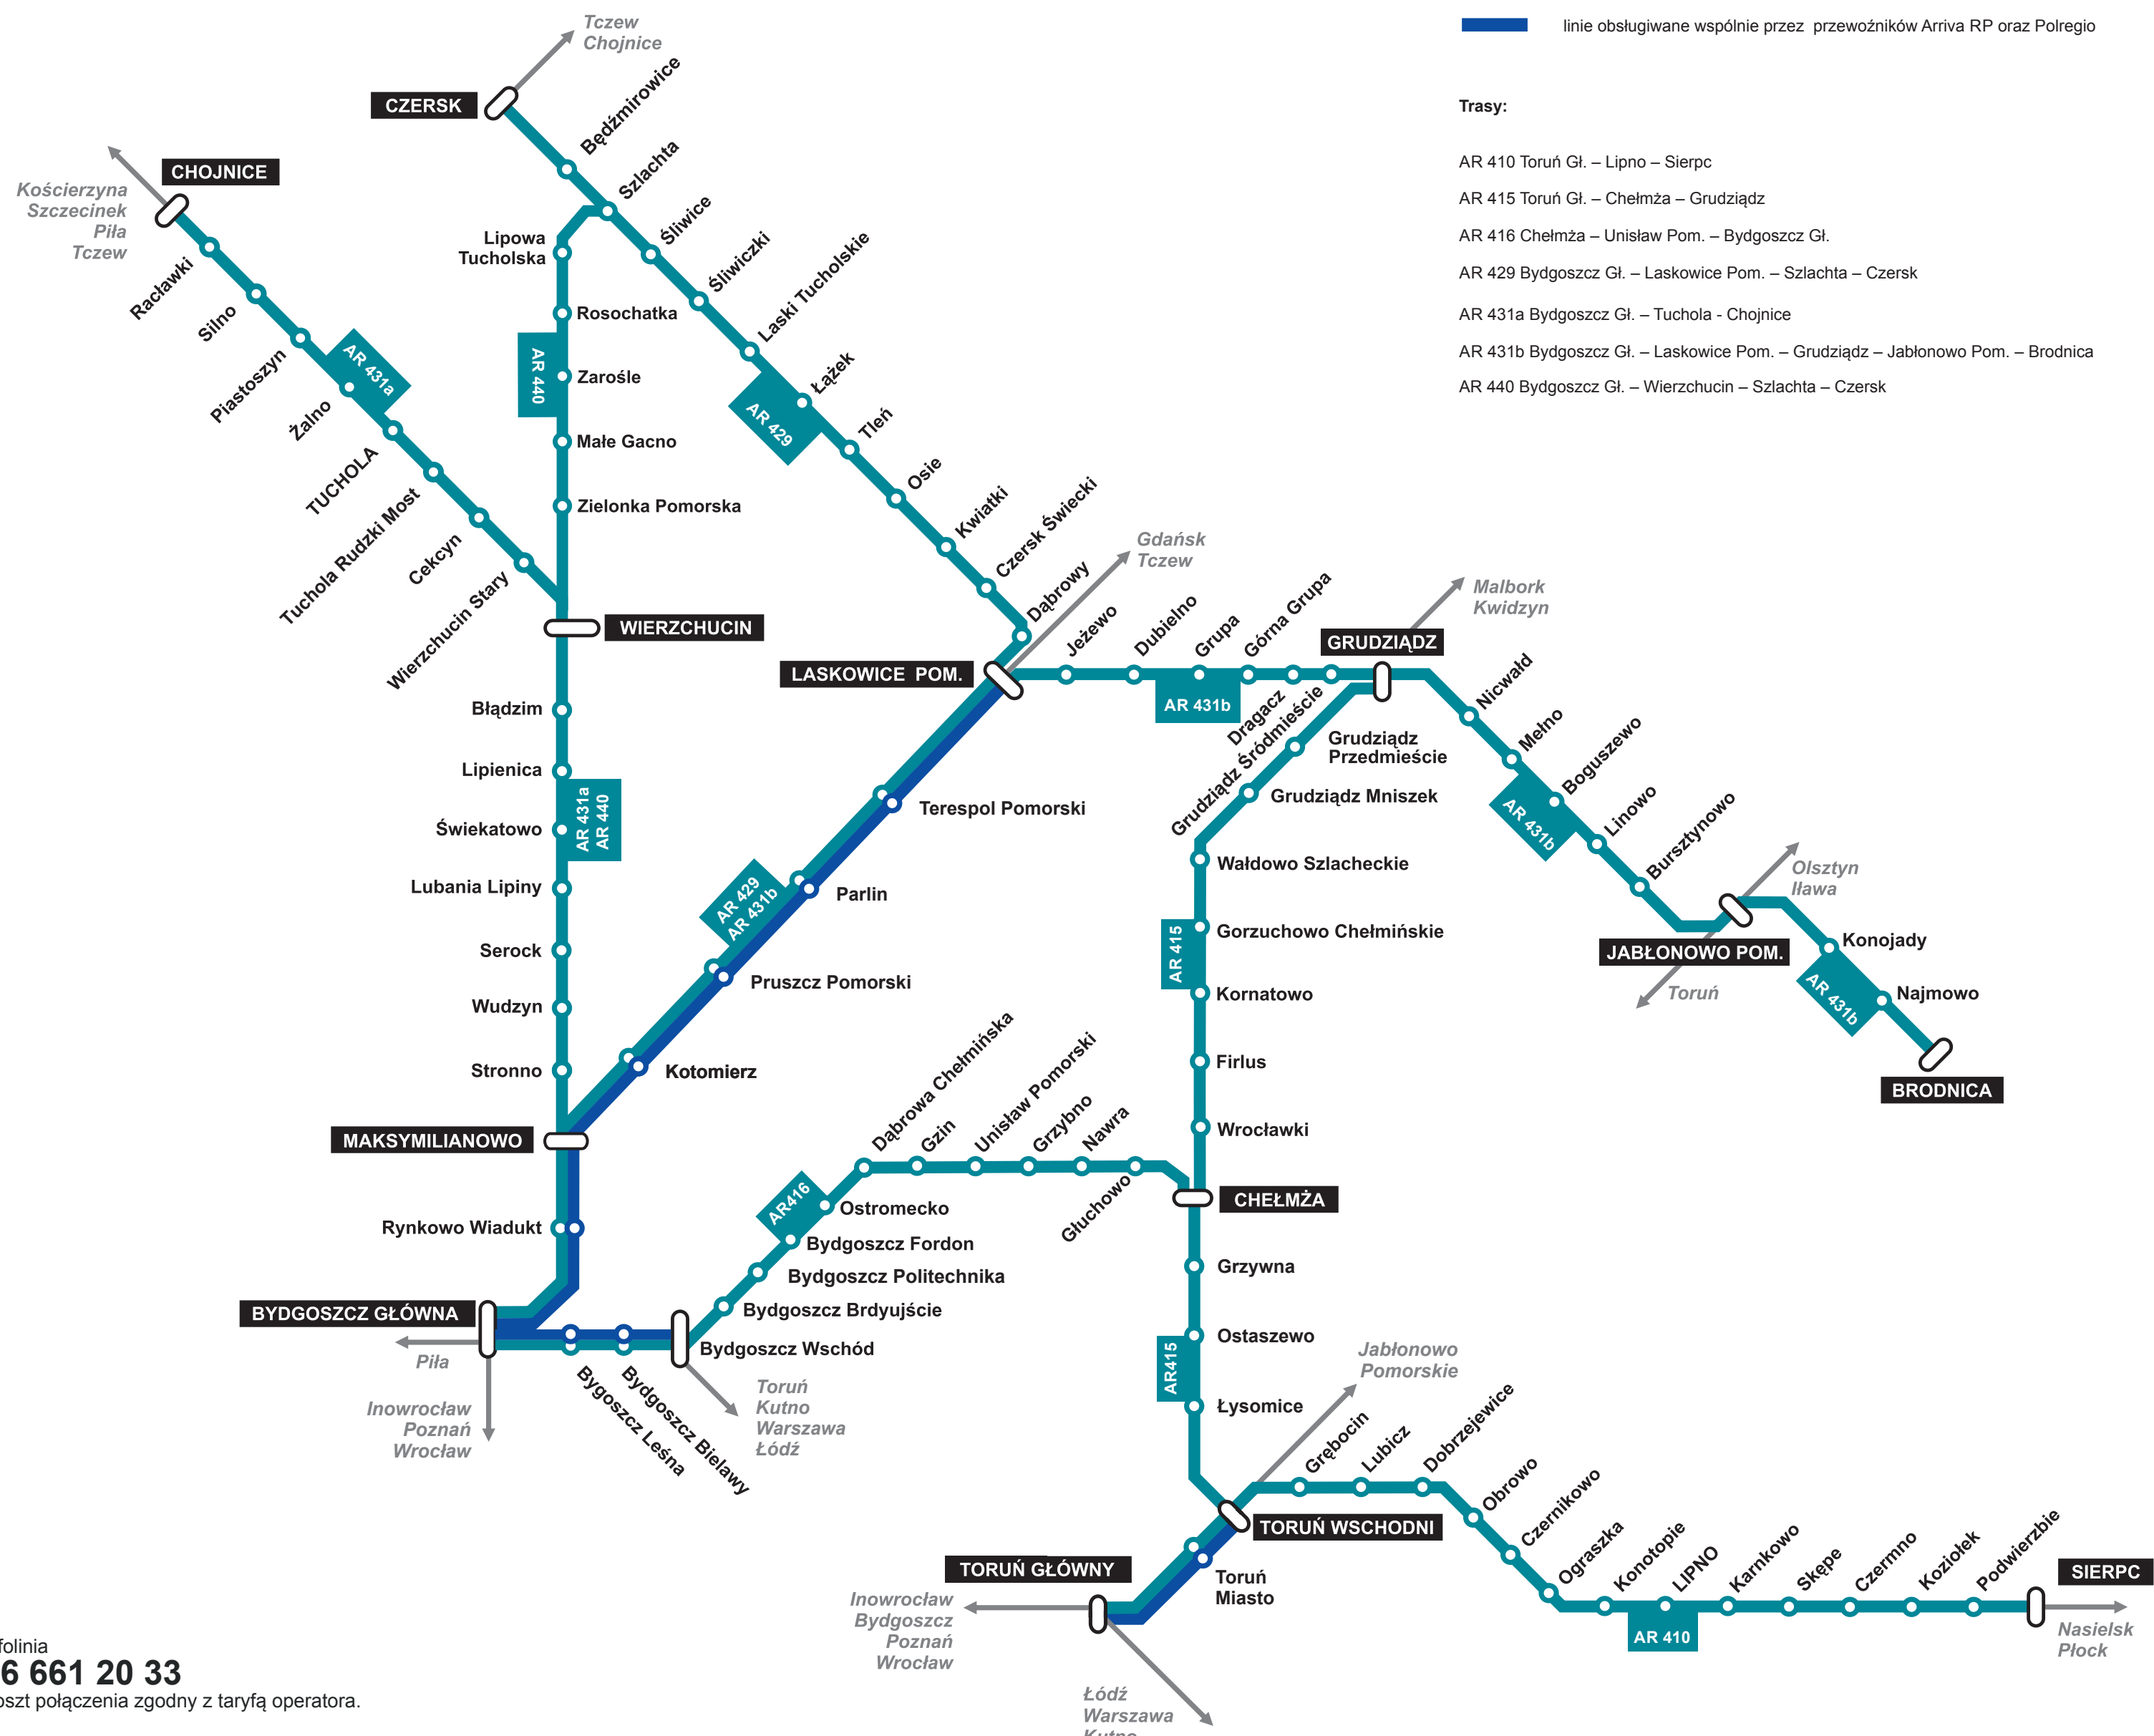 Tczew
Chojnice
linie obsługiwane wspólnie przez przewoźników Arriva RP oraz Polregio
Trasy:
AR 410 Toruń Gł. – Lipno – Sierpc
AR 415 Toruń Gł. – Chełmża – Grudziądz
AR 416 Chełmża – Unisław Pom. – Bydgoszcz Gł.
AR 429 Bydgoszcz Gł. – Laskowice Pom. – Szlachta – Czersk
AR 431a Bydgoszcz Gł. – Tuchola - Chojnice
AR 431b Bydgoszcz Gł. – Laskowice Pom. – Grudziądz – Jabłonowo Pom. – Brodnica
AR 440 Bydgoszcz Gł. – Wierzchucin – Szlachta – Czersk
CZERSK
Będźmirowice
Szlachta
Śliwice
Śliwiczki
Laski Tucholskie
Łążek
AR 429
Tleń
Osie
Kwiatki
Czersk Świecki
Dąbrowy
CHOJNICE
Kościerzyna
Szczecinek
Piła
Tczew
Racławki
Silno
Piastoszyn
AR 431a
Żalno
TUCHOLA
Tuchola Rudzki Most
Cekcyn
Wierzchucin Stary
Lipowa
Tucholska
Rosochatka
AR 440
Zarośle
Małe Gacno
Zielonka Pomorska
WIERZCHUCIN
Błądzim
Lipienica
Świekatowo
AR 431a
AR 440
Lubania Lipiny
Serock
Wudzyn
Stronno
MAKSYMILIANOWO
Rynkowo Wiadukt
Gdańsk
Tczew
LASKOWICE POM.
Terespol Pomorski
Parlin
AR 429
AR 431b
Pruszcz Pomorski
Kotomierz
Jeżewo
Dubielno
Grupa
Górna Grupa
AR 431b
Dragacz
Grudziądz Śródmieście
GRUDZIĄDZ
Malbork
Kwidzyn
Nicwałd
Mełno
Boguszewo
AR 431b
Linowo
Bursztynowo
Olsztyn
Iława
JABŁONOWO POM.
Toruń
Konojady
AR 431b
Najmowo
BRODNICA
Grudziądz
Przedmieście
Grudziądz Mniszek
Wałdowo Szlacheckie
Gorzuchowo Chełmińskie
AR 415
Kornatowo
Firlus
Wrocławki
CHEŁMŻA
Dąbrowa Chełmińska
Gzin
Unisław Pomorski
Grzybno
Nawra
Głuchowo
AR416
Ostromecko
Bydgoszcz Fordon
Bydgoszcz Politechnika
Bydgoszcz Brdyujście
Bydgoszcz Wschód
BYDGOSZCZ GŁÓWNA
Piła
Inowrocław
Poznań
Wrocław
Bygoszcz Leśna
Bydgoszcz Bielawy
Toruń
Kutno
Warszawa
Łódź
Grzywna
Ostaszewo
AR415
Łysomice
Jabłonowo
Pomorskie
TORUŃ WSCHODNI
Toruń
Miasto
TORUŃ GŁÓWNY
Inowrocław
Bydgoszcz
Poznań
Wrocław
Łódź
Warszawa
Kutno
Grębocin
Lubicz
Dobrzejewice
Obrowo
Czernikowo
Ograszka
Konotopie
LIPNO
AR 410
Karnkowo
Skępe
Czermno
Koziołek
Podwierzbie
SIERPC
Nasielsk
Płock
folinia
6 661 20 33
oszt połączenia zgodny z taryfą operatora.